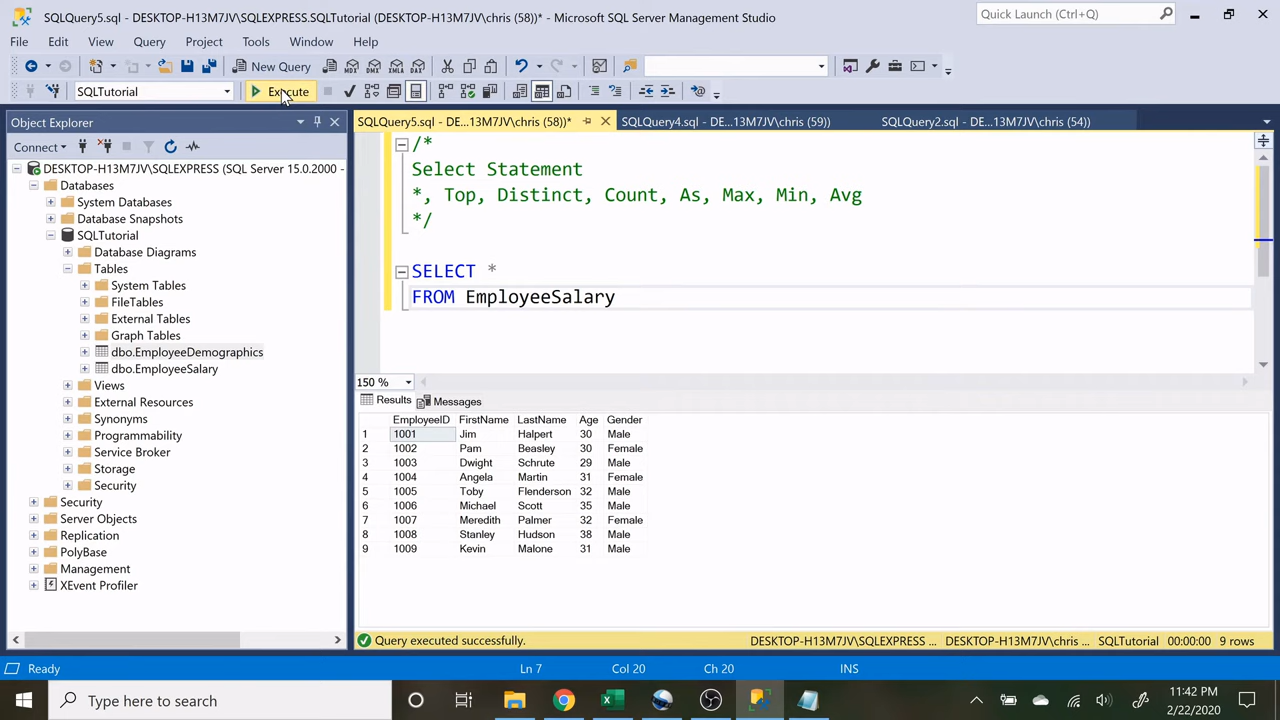 SQLQuery5.sql - DESKTOP-H13M7JV\SQLEXPRESS.SQLTutorial (DESKTOP-H13M7JV\chris (58))* - Microsoft SQL Server Management Studio
Quick Launch (Ctrl+Q)
File Edit View Query Project Tools Window Help
New Query
MDX DMX XMLA DAX
SQLTutorial
Execute
Object Explorer
SQLQuery5.sql - DE...13M7JV\chris (58))*
SQLQuery4.sql - DE...13M7JV\chris (59))
SQLQuery2.sql - DE...13M7JV\chris (54))
Connect
DESKTOP-H13M7JV\SQLEXPRESS (SQL Server 15.0.2000 -
Databases
System Databases
Database Snapshots
SQLTutorial
Database Diagrams
Tables
System Tables
FileTables
External Tables
Graph Tables
dbo.EmployeeDemographics
dbo.EmployeeSalary
Views
External Resources
Synonyms
Programmability
Service Broker
Storage
Security
Security
Server Objects
Replication
PolyBase
Management
XEvent Profiler
/*
Select Statement
*, Top, Distinct, Count, As, Max, Min, Avg
*/
SELECT *
FROM EmployeeSalary
150 %
Results Messages
EmployeeID FirstName LastName Age Gender
1 1001 Jim Halpert 30 Male
2 1002 Pam Beasley 30 Female
3 1003 Dwight Schrute 29 Male
4 1004 Angela Martin 31 Female
5 1005 Toby Flenderson 32 Male
6 1006 Michael Scott 35 Male
7 1007 Meredith Palmer 32 Female
8 1008 Stanley Hudson 38 Male
9 1009 Kevin Malone 31 Male
Query executed successfully.
DESKTOP-H13M7JV\SQLEXPRESS ... DESKTOP-H13M7JV\chris ... SQLTutorial 00:00:00 9 rows
Ready
Ln 7 Col 20 Ch 20 INS
Type here to search
11:42 PM
2/22/2020